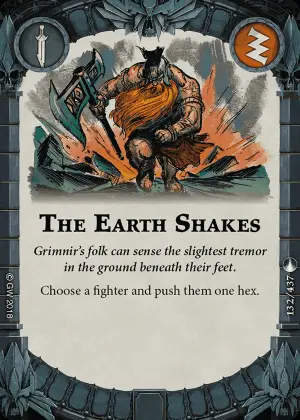 THE EARTH SHAKES
Grimnir's folk can sense the slightest tremor
in the ground beneath their feet.
Choose a fighter and push them one hex.
© GW 2018
132/437